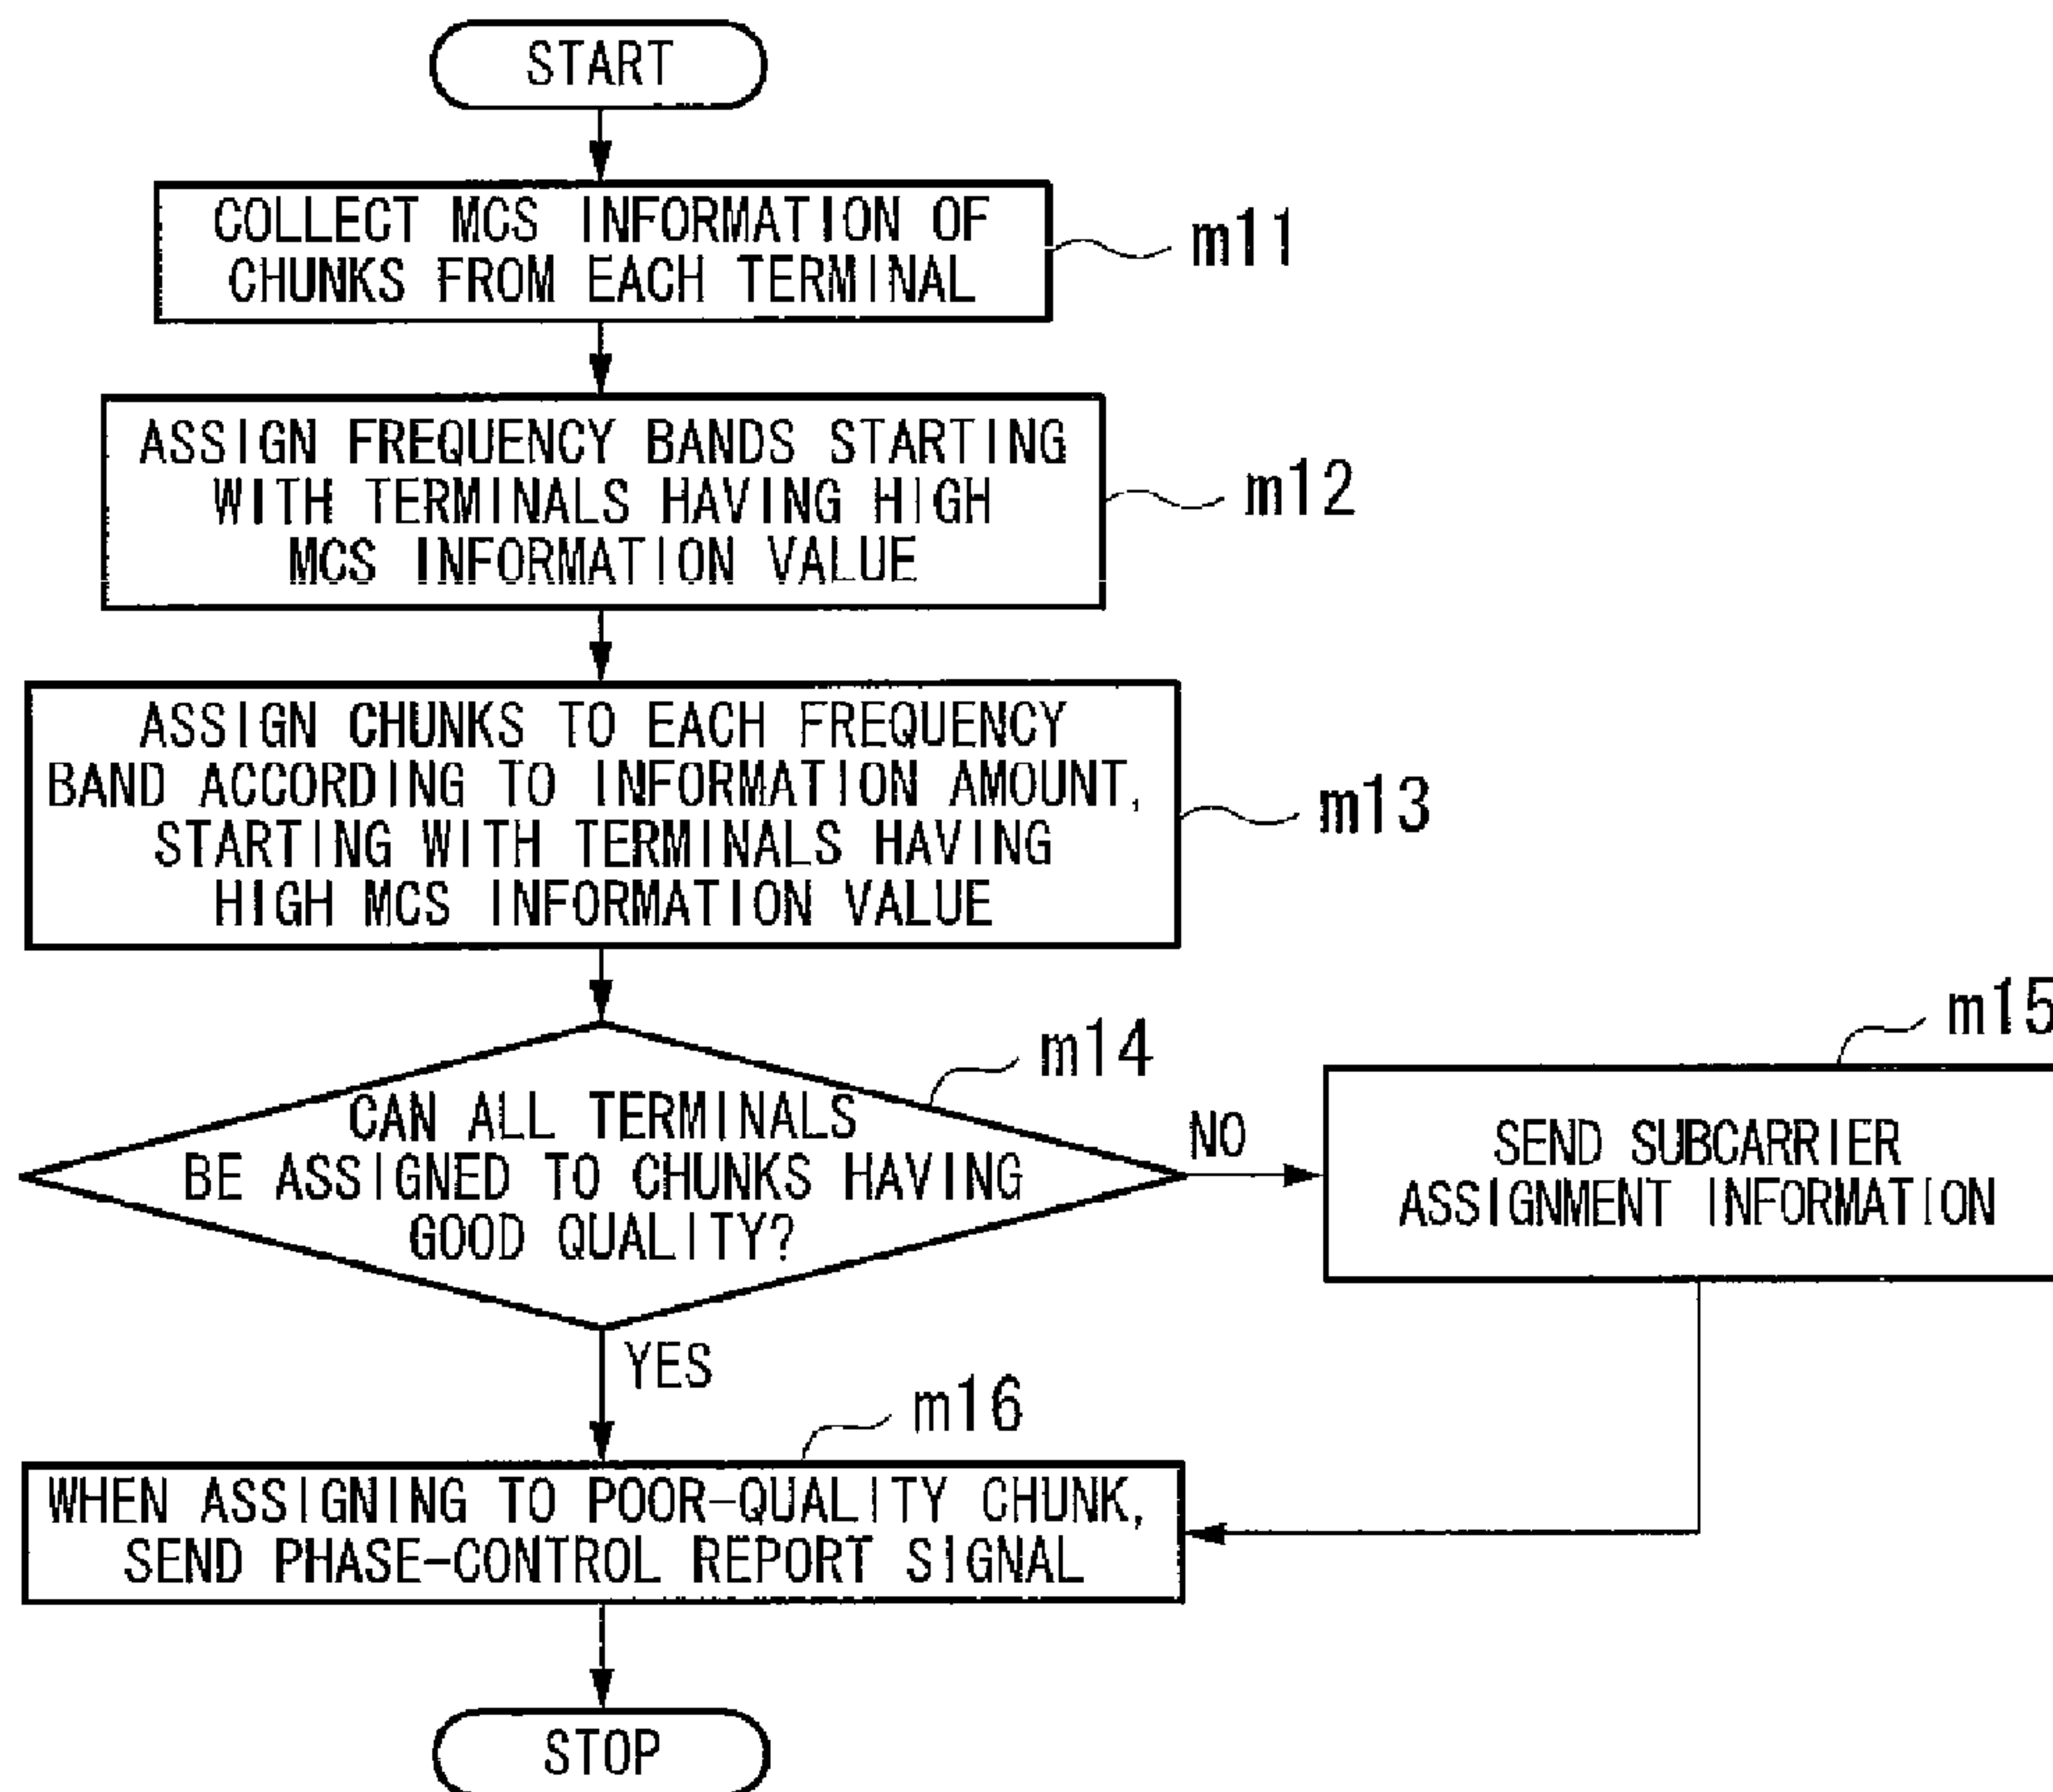 START
COLLECT MCS INFORMATION OF
CHUNKS FROM EACH TERMINAL
m11
ASSIGN FREQUENCY BANDS STARTING
WITH TERMINALS HAVING HIGH
MCS INFORMATION VALUE
m12
ASSIGN CHUNKS TO EACH FREQUENCY
BAND ACCORDING TO INFORMATION AMOUNT,
STARTING WITH TERMINALS HAVING
HIGH MCS INFORMATION VALUE
m13
CAN ALL TERMINALS
BE ASSIGNED TO CHUNKS HAVING
GOOD QUALITY?
m14
NO
m15
SEND SUBCARRIER
ASSIGNMENT INFORMATION
YES
m16
WHEN ASSIGNING TO POOR-QUALITY CHUNK,
SEND PHASE-CONTROL REPORT SIGNAL
STOP